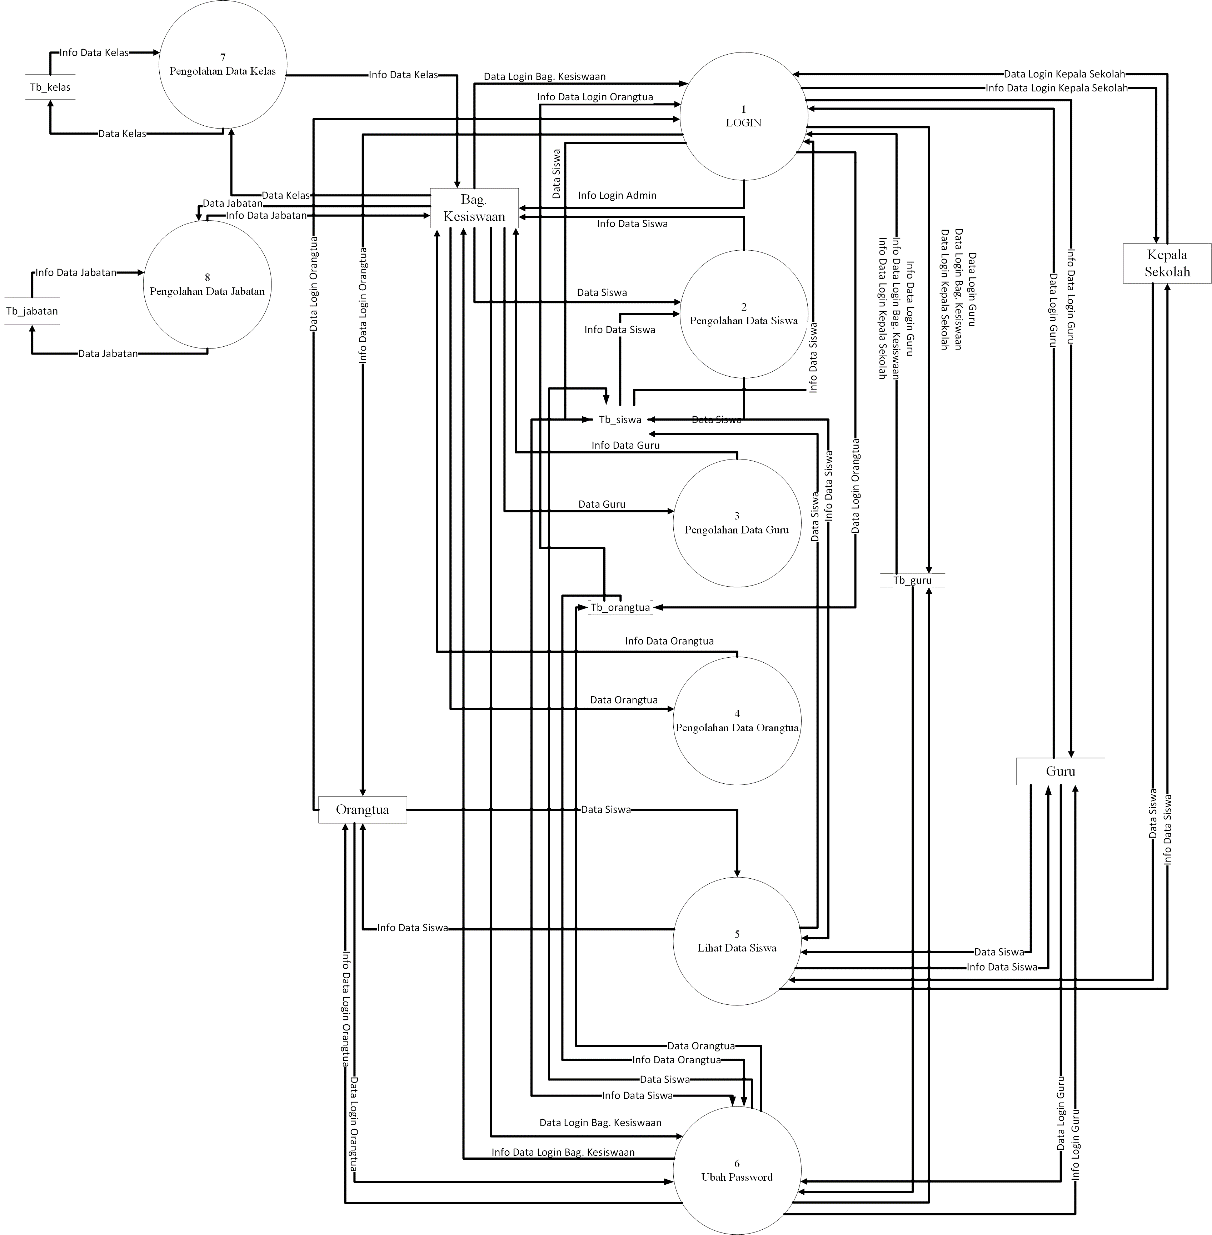 7
Pengolahan Data Kelas
Info Data Kelas
Tb_kelas
Data Kelas
Info Data Kelas
Data Kelas
Data Jabatan
Info Data Jabatan
8
Pengolahan Data Jabatan
Info Data Jabatan
Tb_jabatan
Data Jabatan
Bag.
Kesiswaan
Data Login Bag. Kesiswaan
Info Data Login Orangtua
1
LOGIN
Data Login Kepala Sekolah
Info Data Login Kepala Sekolah
Data Siswa
Info Login Admin
Info Data Siswa
Data Login Orangtua
Info Data Login Orangtua
Data Siswa
2
Pengolahan Data Siswa
Info Data Siswa
Info Data Siswa
Info Data Login Guru
Info Data Login Bag. Kesiswaan
Info Data Login Kepala Sekolah
Data Login Guru
Data Login Bag. Kesiswaan
Data Login Kepala Sekolah
Data Login Guru
Info Data login Guru
Kepala
Sekolah
Tb_siswa
Data Siswa
Info Data Guru
Data Guru
3
Pengolahan Data Guru
Data Siswa
Info Data Siswa
Data Login Orangtua
Tb_guru
Tb_orangtua
Info Data Orangtua
Data Orangtua
4
Pengolahan Data Orangtua
Guru
Orangtua
Data Siswa
Data Siswa
Info Data Siswa
Info Data Siswa
5
Lihat Data Siswa
Data Siswa
Info Data Siswa
Info Data Login Orangtua
Data Login Orangtua
Data Orangtua
Info Data Orangtua
Data Siswa
Info Data Siswa
Data Login Bag. Kesiswaan
Info Data Login Bag. Kesiswaan
6
Ubah Password
Data Login Guru
Info Login Guru